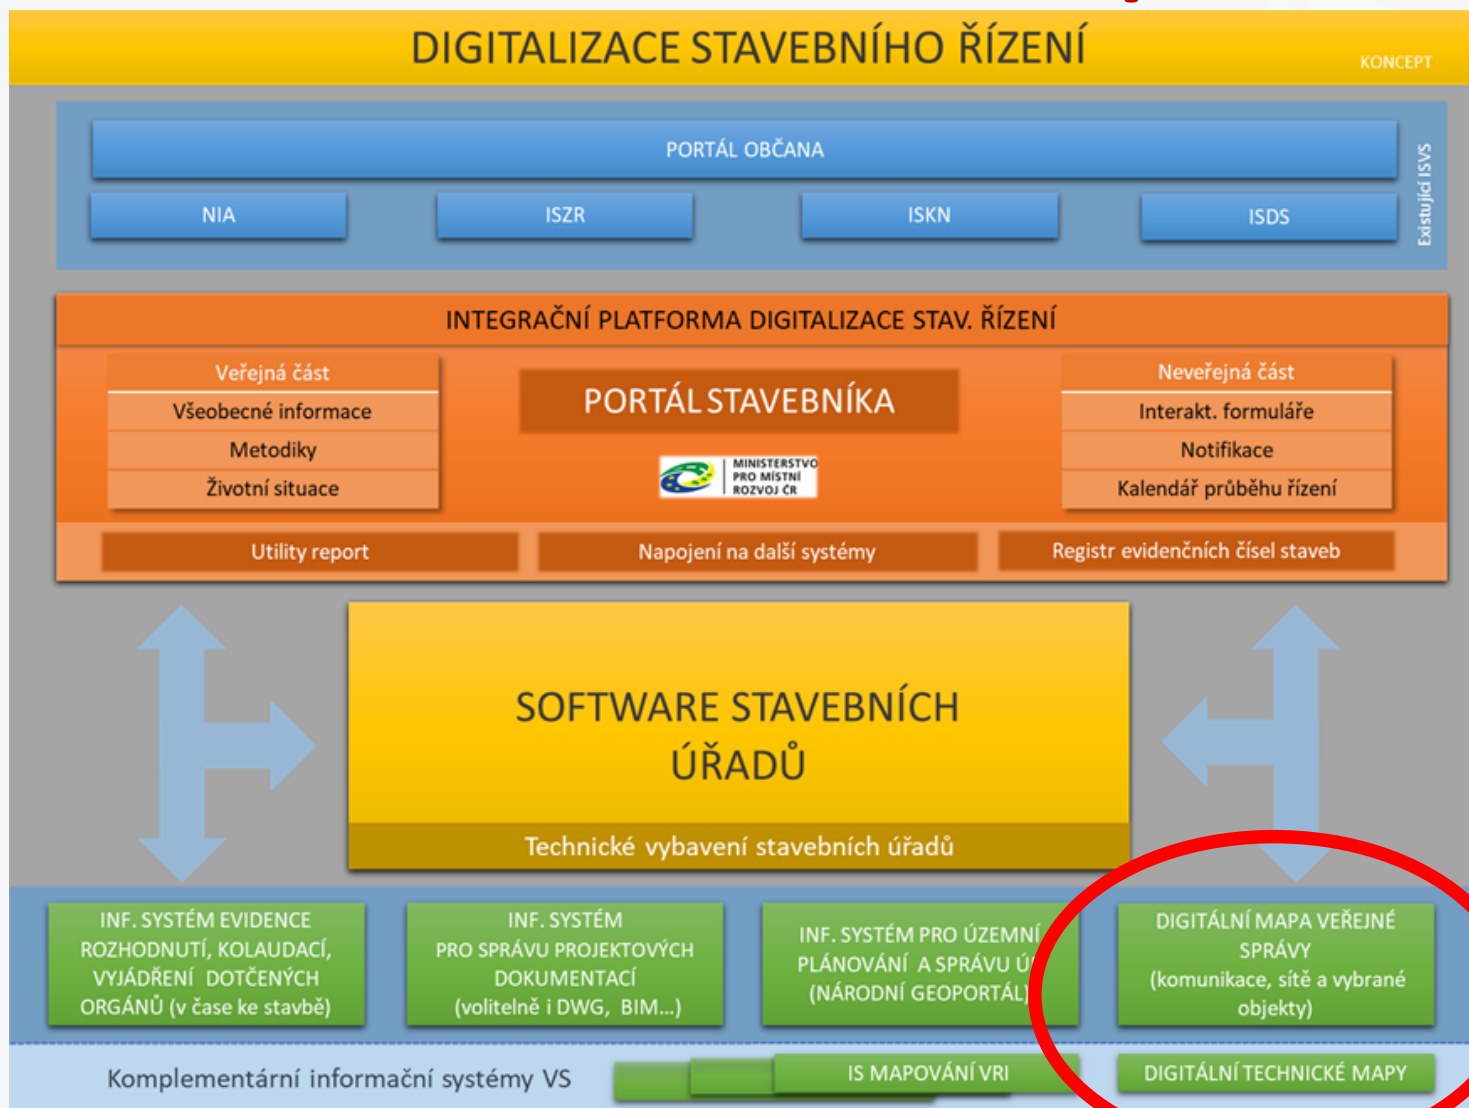 DIGITALIZACE STAVEBNÍHO ŘÍZENÍ
KONCEPT
PORTÁL OBČANA
NIA
ISZR
ISKN
ISDS
Existující ISVS
INTEGRAČNÍ PLATFORMA DIGITALIZACE STAV. ŘÍZENÍ
Veřejná část
Všeobecné informace
Metodiky
Životní situace
PORTÁL STAVEBNÍKA
MINISTERSTVO
PRO MÍSTNÍ
ROZVOJ ČR
Neveřejná část
Interakt. formuláře
Notifikace
Kalendář průběhu řízení
Utility report
Napojení na další systémy
Registr evidenčních čísel staveb
SOFTWARE STAVEBNÍCH
ÚŘADŮ
Technické vybavení stavebních úřadů
INF. SYSTÉM EVIDENCE
ROZHODNUTÍ, KOLAUDACÍ,
VYJÁDŘENÍ DOTČENÝCH
ORGÁNŮ (v čase ke stavbě)
INF. SYSTÉM
PRO SPRÁVU PROJEKTOVÝCH
DOKUMENTACÍ
(volitelně i DWG, BIM...)
INF. SYSTÉM PRO ÚZEMNÍ
PLÁNOVÁNÍ A SPRÁVU
(NÁRODNÍ GEOPORTÁL)
DIGITÁLNÍ MAPA VEŘEJNÉ
SPRÁVY
(komunikace, sítě a vybrané
objekty)
Komplementární informační systémy VS
IS MAPOVÁNÍ VRI
DIGITÁLNÍ TECHNICKÉ MAPY